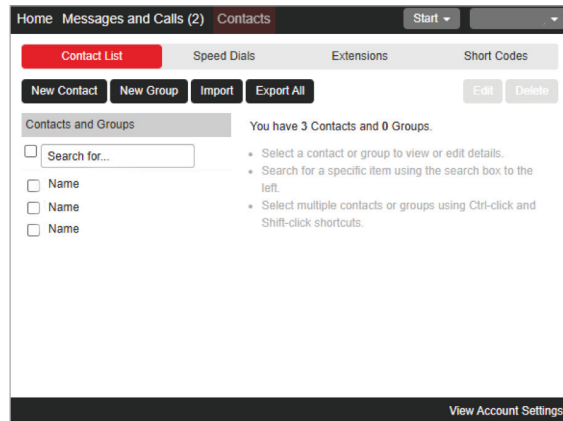 Home Messages and Calls (2) Contacts Start
Contact List Speed Dials Extensions Short Codes
New Contact New Group Import Export All Edit Delete
Contacts and Groups
Search for...
Name
Name
Name
You have 3 Contacts and 0 Groups.
Select a contact or group to view or edit details.
Search for a specific item using the search box to the
left.
Select multiple contacts or groups using Ctrl-click and
Shift-click shortcuts.
View Account Settings